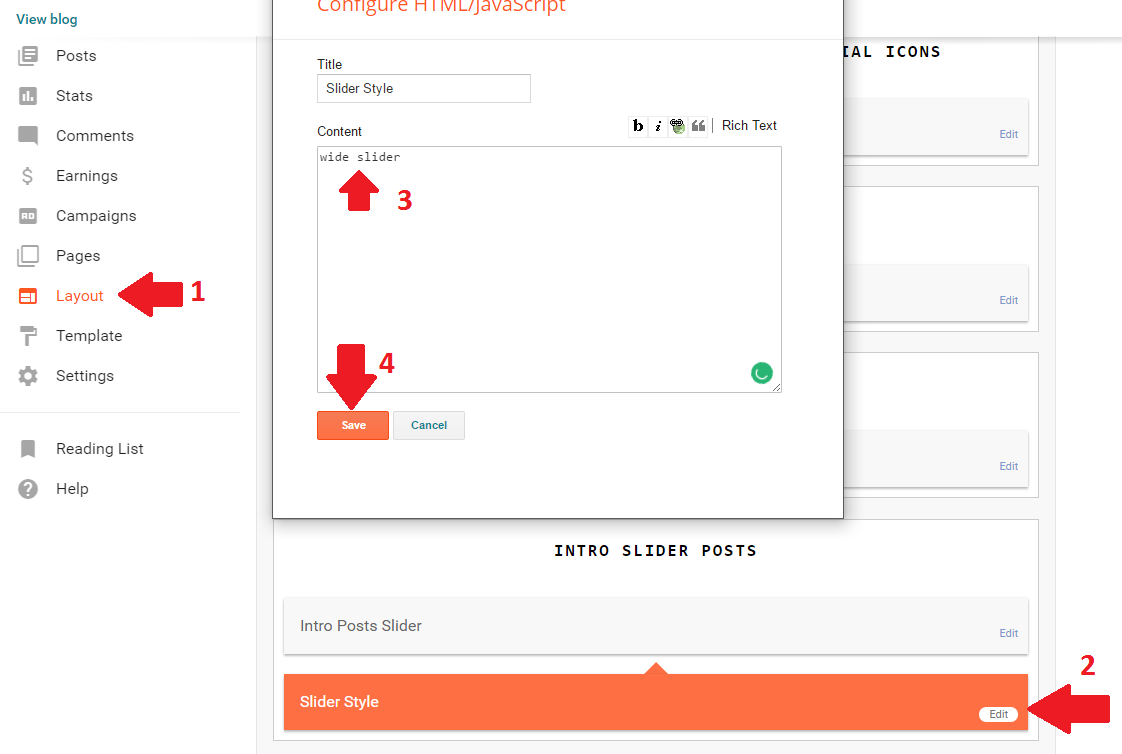 View blog
Posts
Stats
Comments
Earnings
Campaigns
Pages
Layout
1
Template
Settings
Reading List
Help
Configure HTML/JavaScript
Title
Slider Style
Content
b i Rich Text
wide slider
3
4
Save Cancel
IAL ICONS
Edit
Edit
Edit
INTRO SLIDER POSTS
Intro Posts Slider
Edit
Slider Style
Edit
2